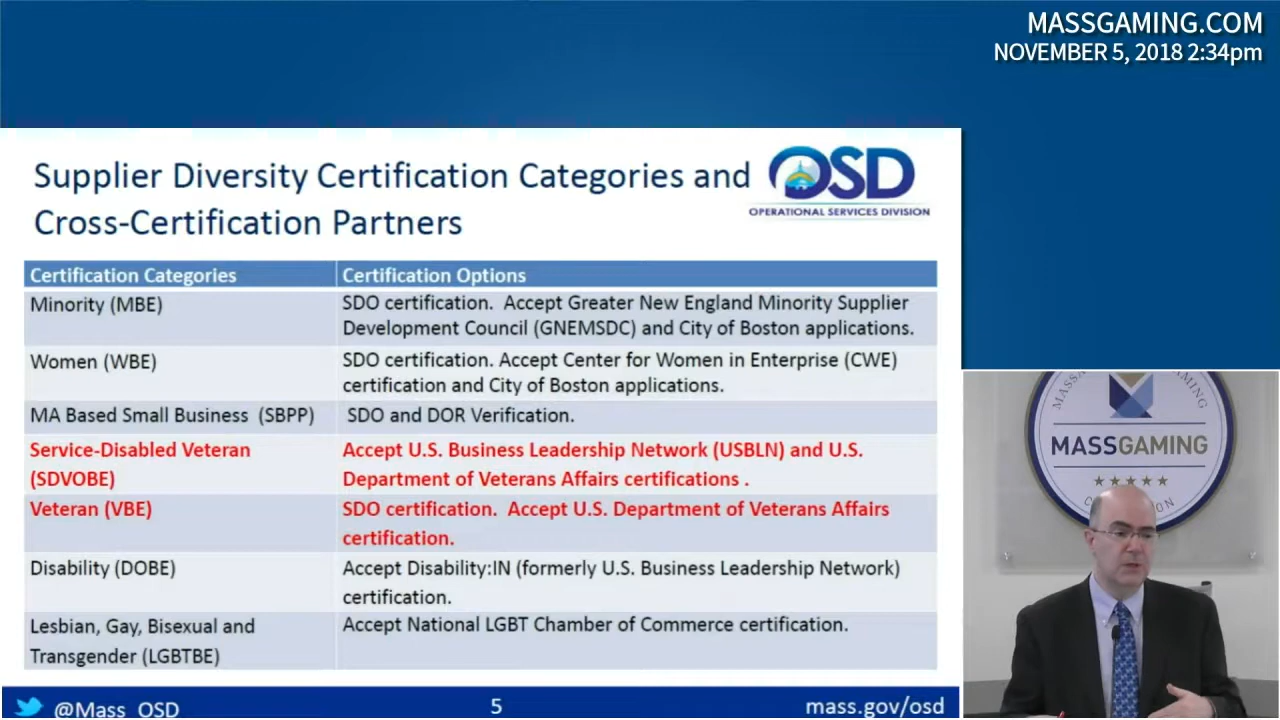 MASSGAMING.COM
NOVEMBER 5, 2018 2:34pm
Supplier Diversity Certification Categories and
Cross-Certification Partners
OSD
OPERATIONAL SERVICES DIVISION
Certification Categories
Certification Options
Minority (MBE)
SDO certification. Accept Greater New England Minority Supplier
Development Council (GNEMSDC) and City of Boston applications.
Women (WBE)
SDO certification. Accept Center for Women in Enterprise (CWE)
certification and City of Boston applications.
MA Based Small Business (SBPP)
SDO and DOR Verification.
Service-Disabled Veteran
(SDVOBE)
Accept U.S. Business Leadership Network (USBLN) and U.S.
Department of Veterans Affairs certifications .
Veteran (VBE)
SDO certification. Accept U.S. Department of Veterans Affairs
certification.
Disability (DOBE)
Accept Disability:IN (formerly U.S. Business Leadership Network)
certification.
Lesbian, Gay, Bisexual and
Transgender (LGBTBE)
Accept National LGBT Chamber of Commerce certification.
@Mass_OSD
5
mass.gov/osd
MASSGAMING